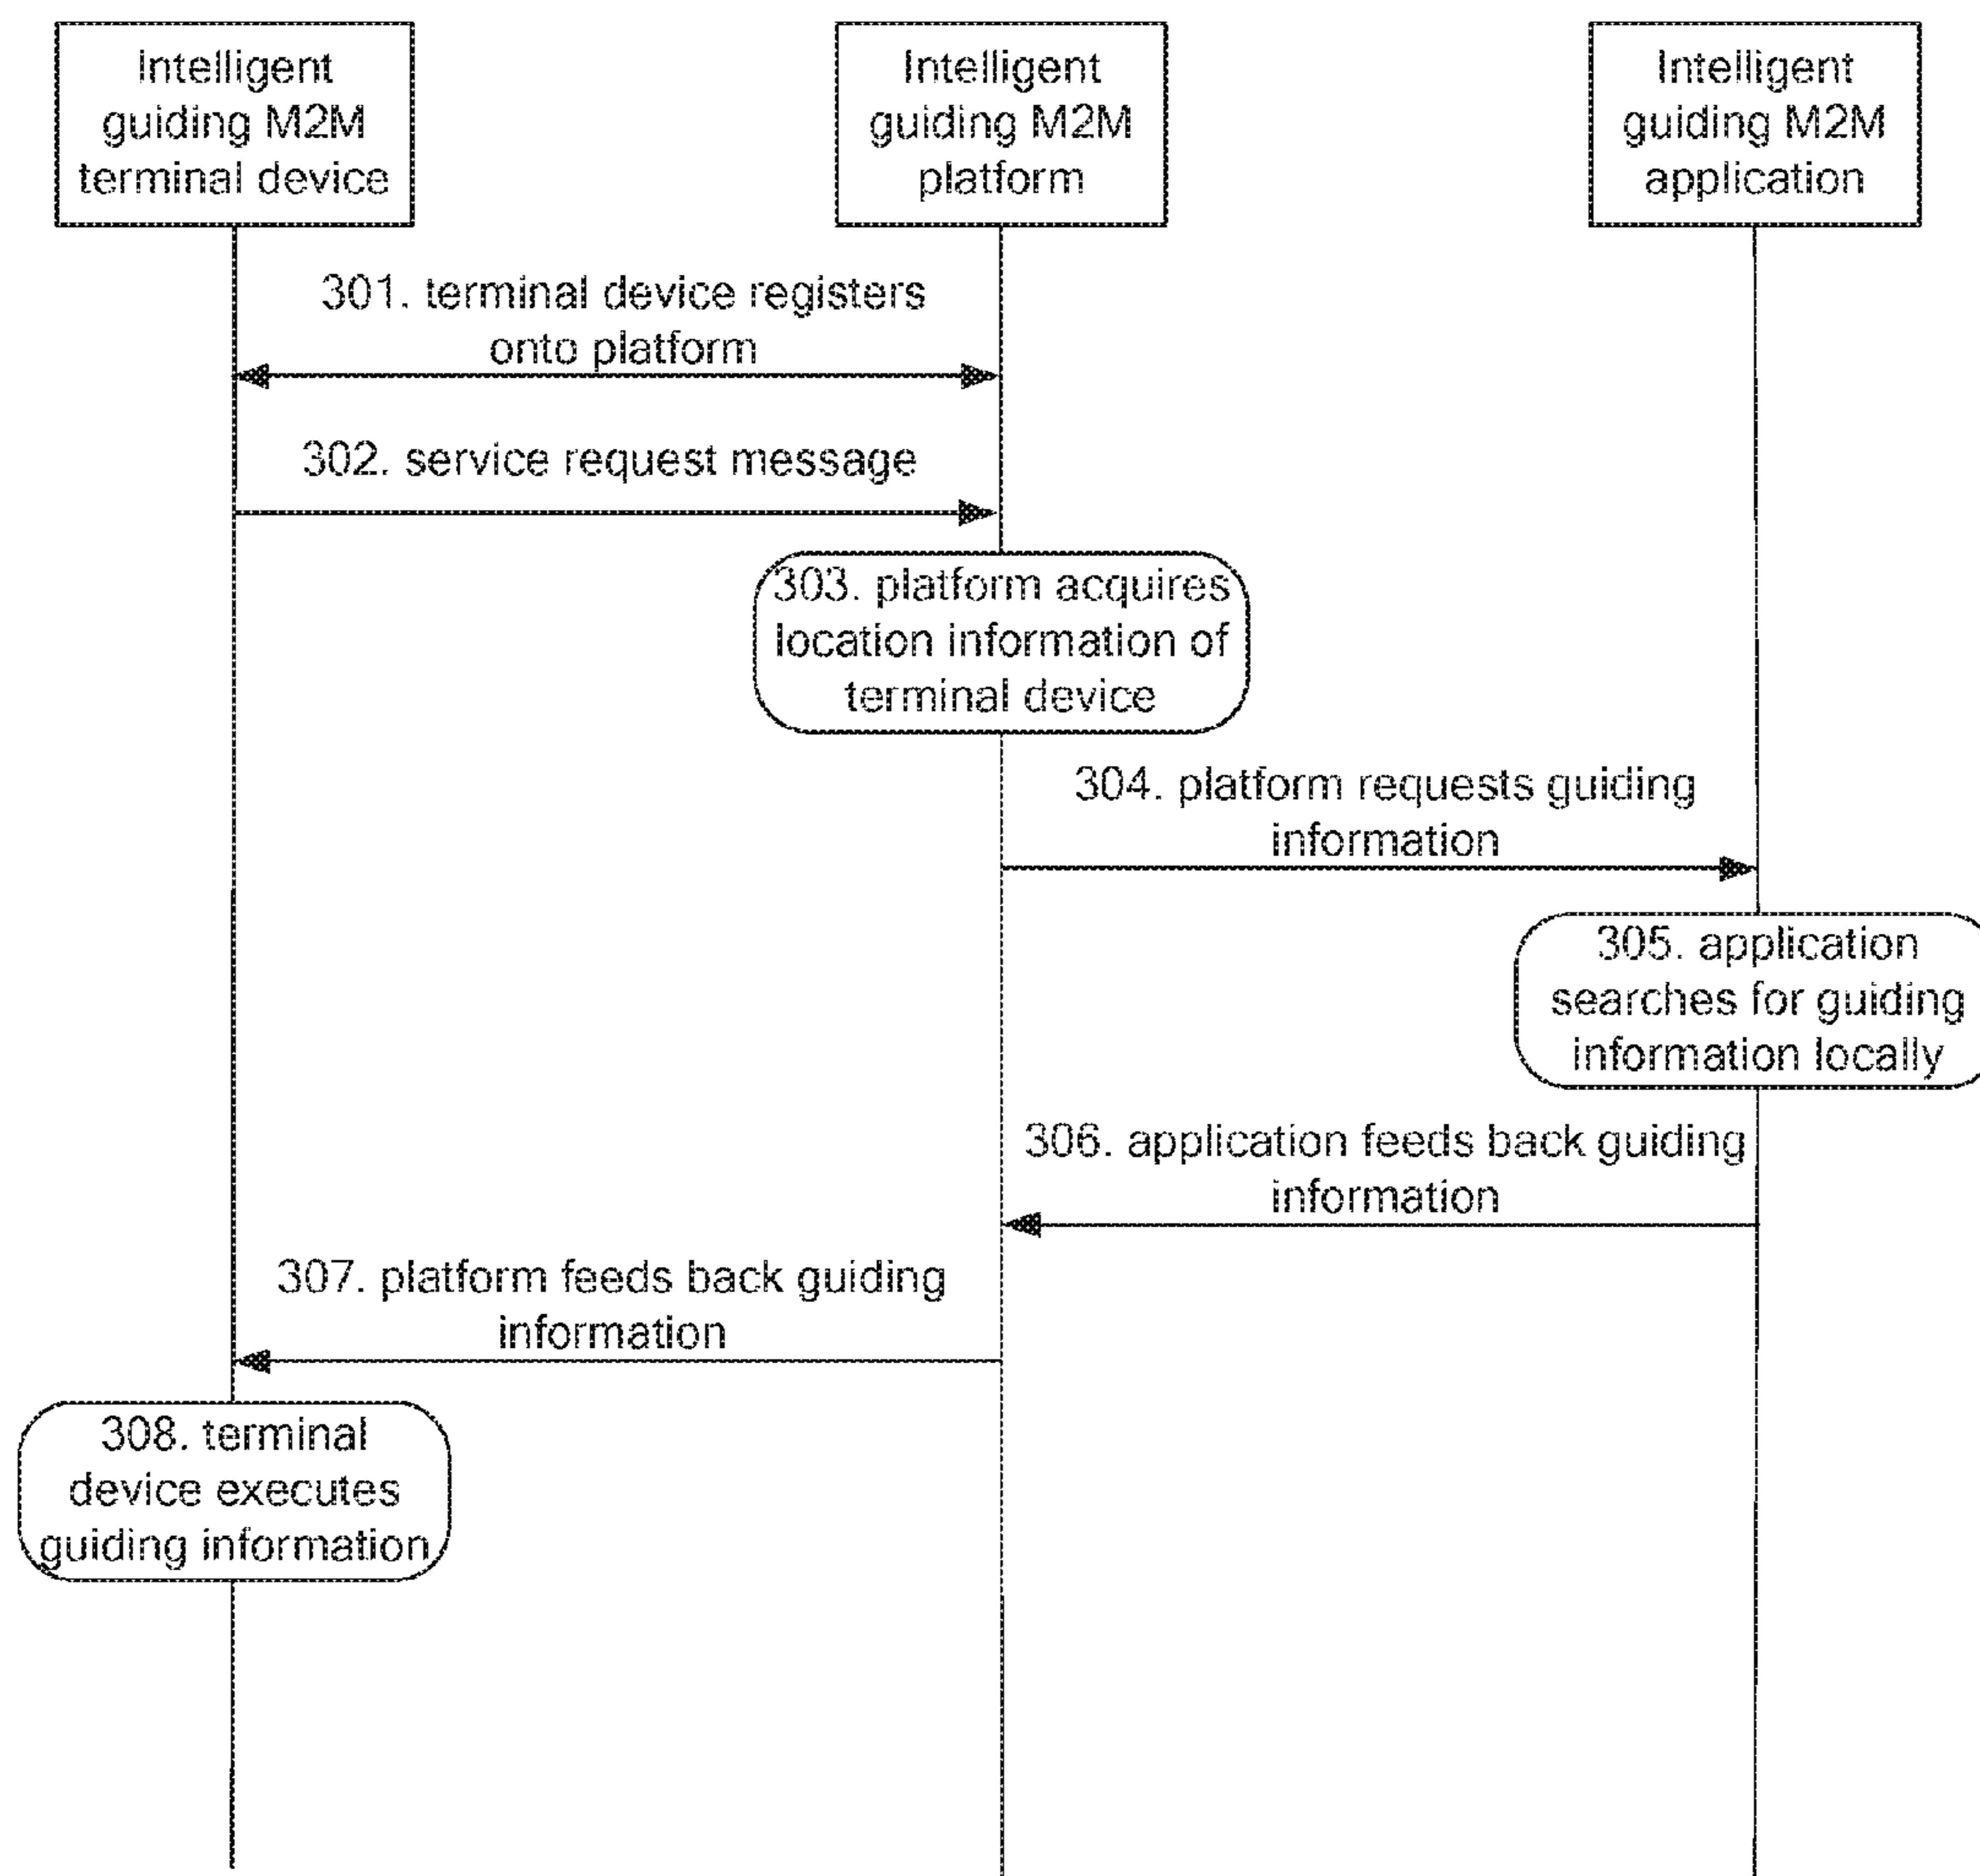 Intelligent
guiding M2M
terminal device
Intelligent
guiding M2M
platform
Intelligent
guiding M2M
application
301. terminal device registers
onto platform
302. service request message
303. platform acquires
location information of
terminal device
304. platform requests guiding
information
305. application
searches for guiding
information locally
306. application feeds back guiding
information
307. platform feeds back guiding
information
308. terminal
device executes
guiding information